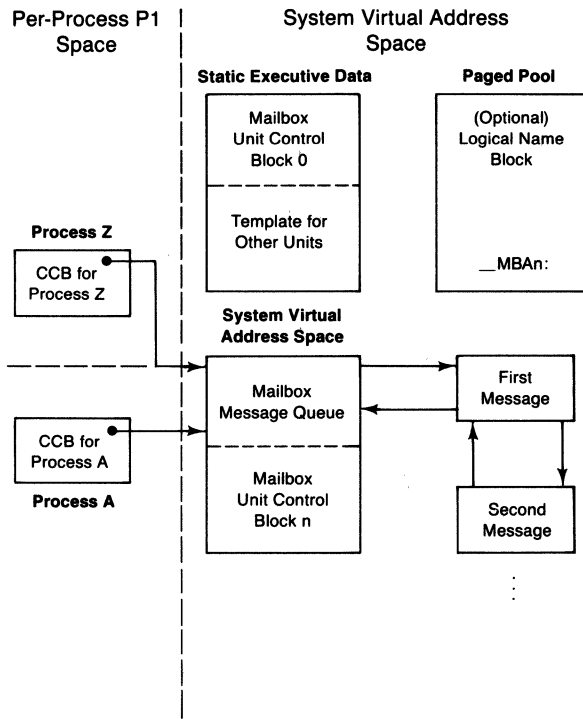 Per-Process P1
Space
System Virtual Address
Space
Static Executive Data
Mailbox
Unit Control
Block 0
Template for
Other Units
Paged Pool
(Optional)
Logical Name
Block
__MBAn:
Process Z
CCB for
Process Z
System Virtual
Address Space
Mailbox
Message Queue
Mailbox
Unit Control
Block n
First
Message
Second
Message
CCB for
Process A
Process A